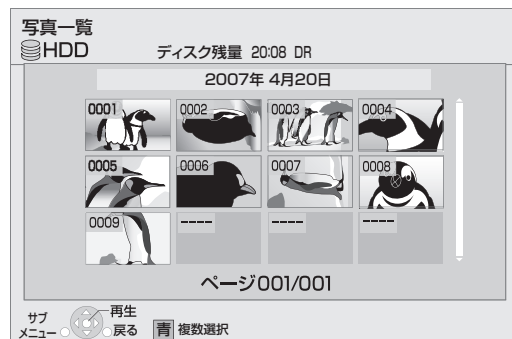 写真一覧
HDD ディスク残量 20:08 DR
2007年 4月20日
0001 0002 0003 0004
0005 0006 0007 0008
0009 ---- ---- ----
ページ001/001
サブ
メニュー
再生
戻る
青 複数選択